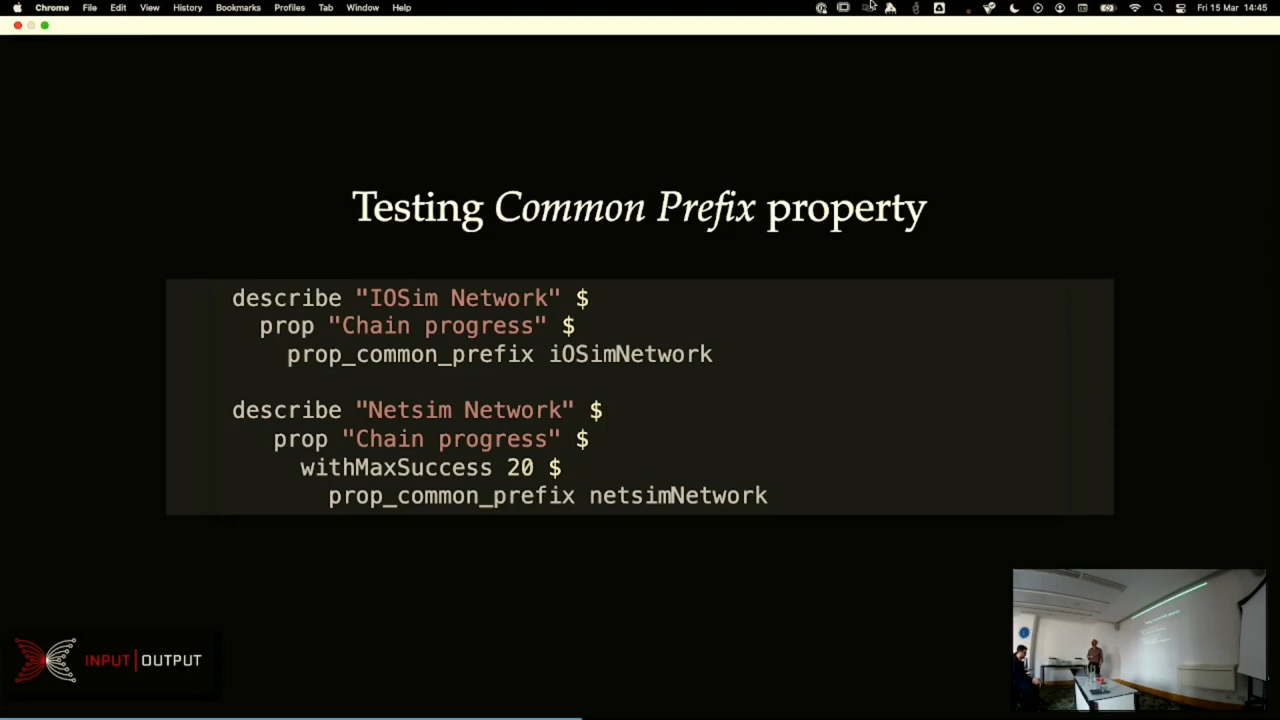 Chrome File Edit View History Bookmarks Profiles Tab Window Help Fri 15 Mar 14:45
Testing Common Prefix property
describe "IOSim Network" $
prop "Chain progress" $
prop_common_prefix iOSimNetwork
describe "Netsim Network" $
prop "Chain progress" $
withMaxSuccess 20 $
prop_common_prefix netsimNetwork
INPUT|OUTPUT